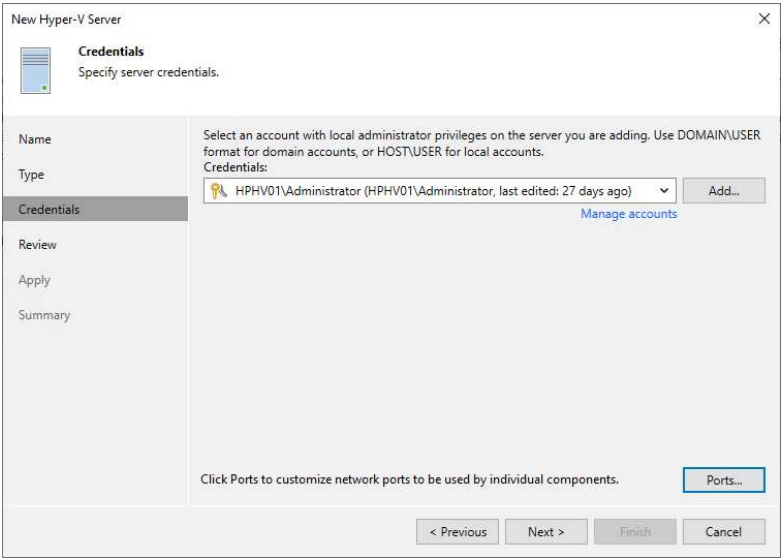 New Hyper-V Server
Credentials
Specify server credentials.
Name
Type
Credentials
Review
Apply
Summary
Select an account with local administrator privileges on the server you are adding. Use DOMAIN\USER
format for domain accounts, or HOST\USER for local accounts.
Credentials:
HPHV01\Administrator (HPHV01\Administrator, last edited: 27 days ago)
Add...
Manage accounts
Click Ports to customize network ports to be used by individual components.
Ports...
< Previous
Next >
Finish
Cancel